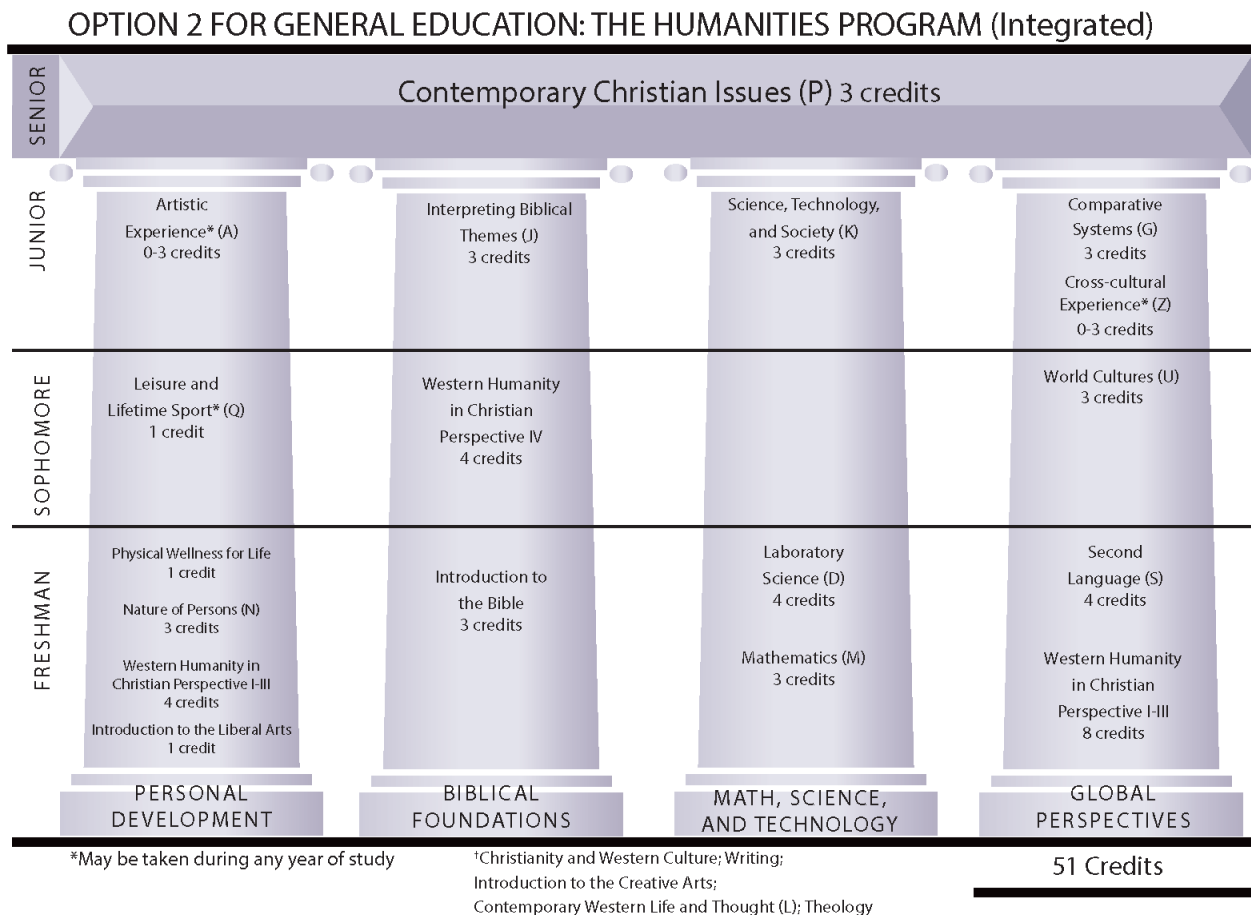 OPTION 2 FOR GENERAL EDUCATION: THE HUMANITIES PROGRAM (Integrated)
SENIOR
Contemporary Christian Issues (P) 3 credits
JUNIOR
Artistic
Experience* (A)
0-3 credits
Interpreting Biblical
Themes (J)
3 credits
Science, Technology,
and Society (K)
3 credits
Comparative
Systems (G)
3 credits
Cross-cultural
Experience* (Z)
0-3 credits
SOPHOMORE
Leisure and
Lifetime Sport* (Q)
1 credit
Western Humanity
in Christian
Perspective IV
4 credits
World Cultures (U)
3 credits
FRESHMAN
Physical Wellness for Life
1 credit
Nature of Persons (N)
3 credits
Western Humanity in
Christian Perspective I-III
4 credits
Introduction to the Liberal Arts
1 credit
Introduction to
the Bible
3 credits
Laboratory
Science (D)
4 credits
Mathematics (M)
3 credits
Second
Language (S)
4 credits
Western Humanity
in Christian
Perspective I-III
8 credits
PERSONAL
DEVELOPMENT
BIBLICAL
FOUNDATIONS
MATH, SCIENCE,
AND TECHNOLOGY
GLOBAL
PERSPECTIVES
*May be taken during any year of study
†Christianity and Western Culture; Writing;
Introduction to the Creative Arts;
Contemporary Western Life and Thought (L); Theology
51 Credits